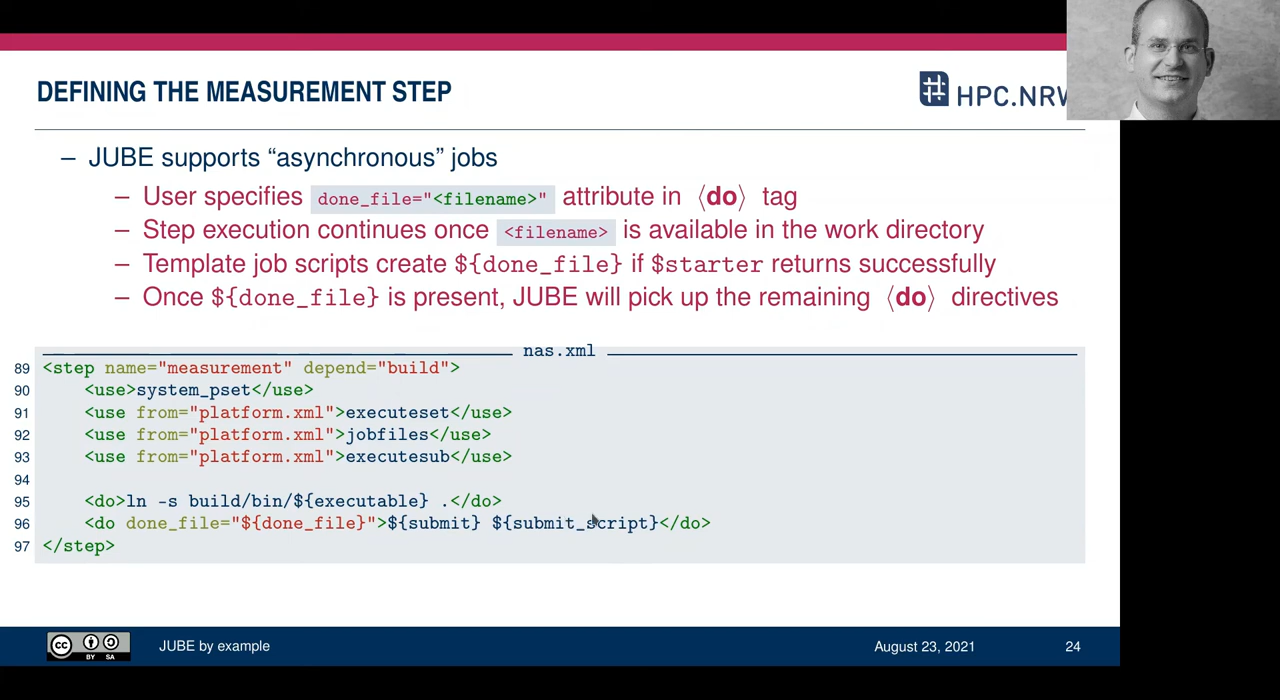 DEFINING THE MEASUREMENT STEP
HPC.NRW
– JUBE supports “asynchronous” jobs
– User specifies done_file="<filename>" attribute in ⟨do⟩ tag
– Step execution continues once <filename> is available in the work directory
– Template job scripts create ${done_file} if $starter returns successfully
– Once ${done_file} is present, JUBE will pick up the remaining ⟨do⟩ directives
nas.xml
89 <step name="measurement" depend="build">
90     <use>system_pset</use>
91     <use from="platform.xml">executeset</use>
92     <use from="platform.xml">jobfiles</use>
93     <use from="platform.xml">executesub</use>
94
95     <do>ln -s build/bin/${executable} .</do>
96     <do done_file="${done_file}">${submit} ${submit_script}</do>
97 </step>
cc BY SA JUBE by example August 23, 2021 24